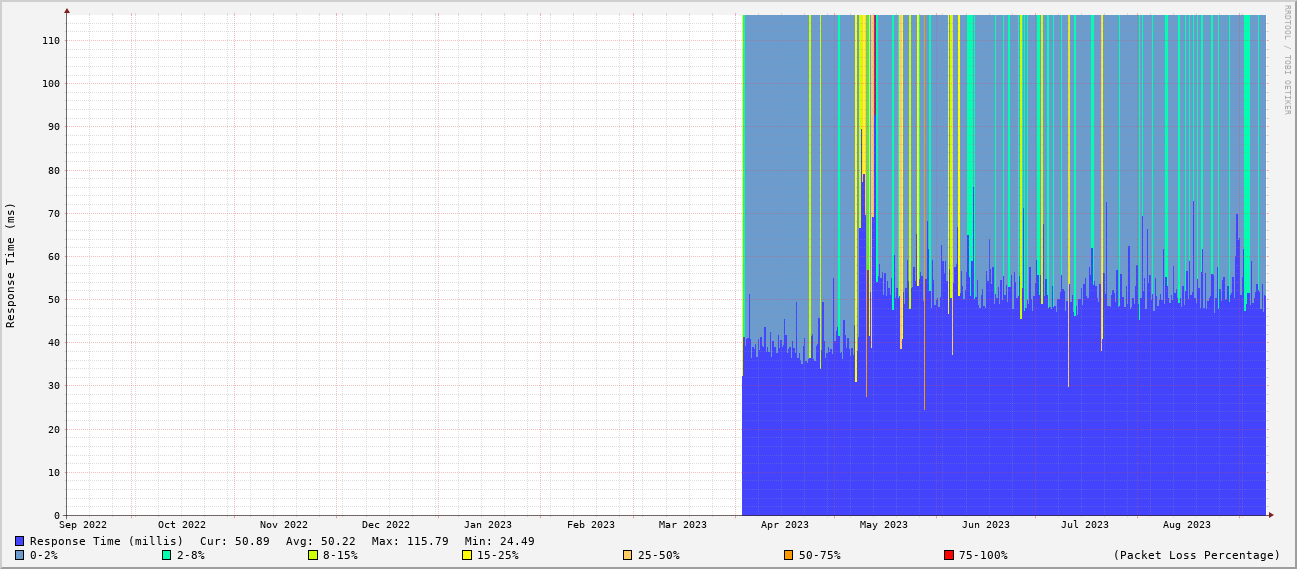 RRDTOOL / TOBI OETIKER
Response Time (ms)
110
100
90
80
70
60
50
40
30
20
10
0
Sep 2022 Oct 2022 Nov 2022 Dec 2022 Jan 2023 Feb 2023 Mar 2023 Apr 2023 May 2023 Jun 2023 Jul 2023 Aug 2023
Response Time (millis) Cur: 50.89 Avg: 50.22 Max: 115.79 Min: 24.49
0-2% 2-8% 8-15% 15-25% 25-50% 50-75% 75-100% (Packet Loss Percentage)